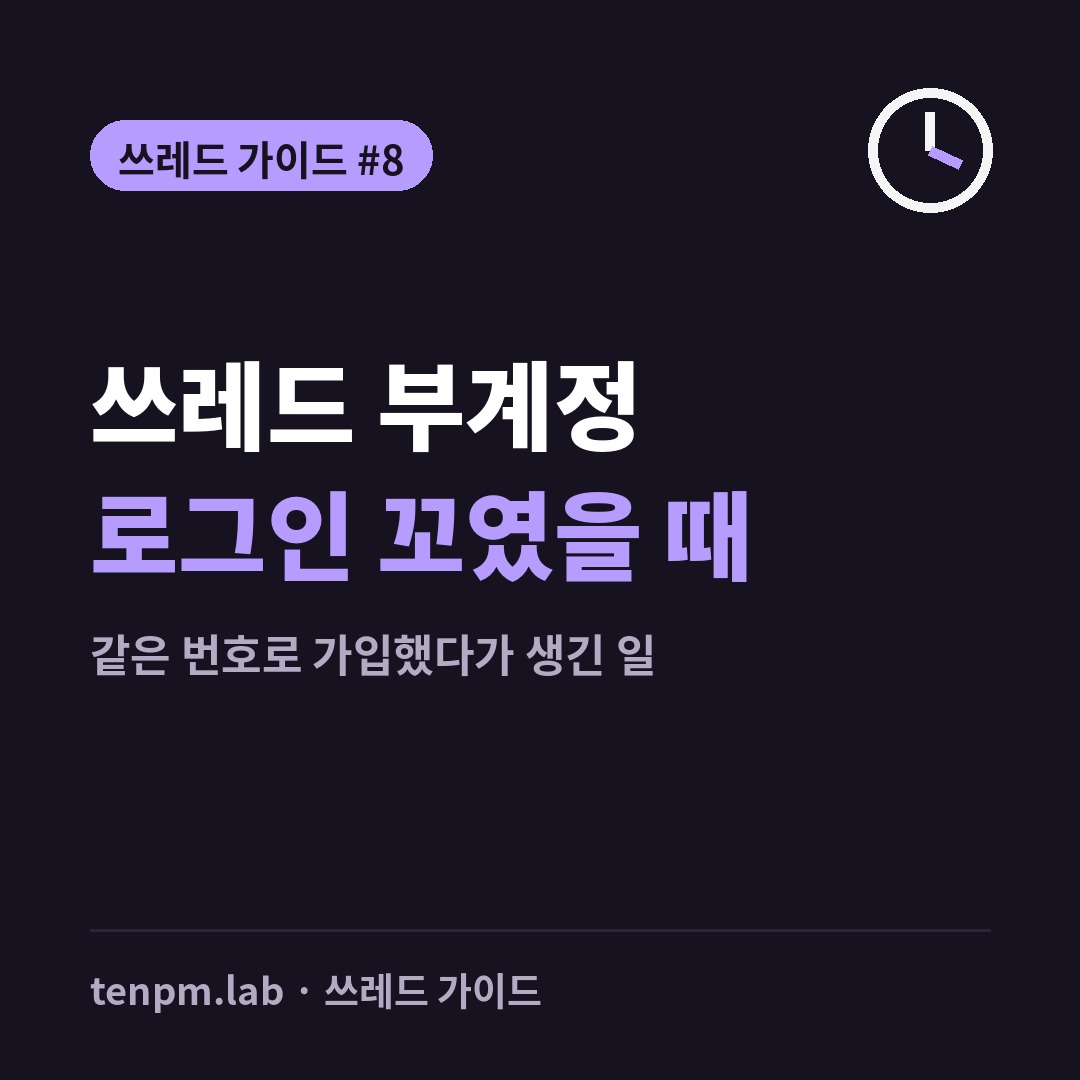 쓰레드 가이드 #8
쓰레드 부계정
로그인 꼬였을 때
같은 번호로 가입했다가 생긴 일
tenpm.lab · 쓰레드 가이드